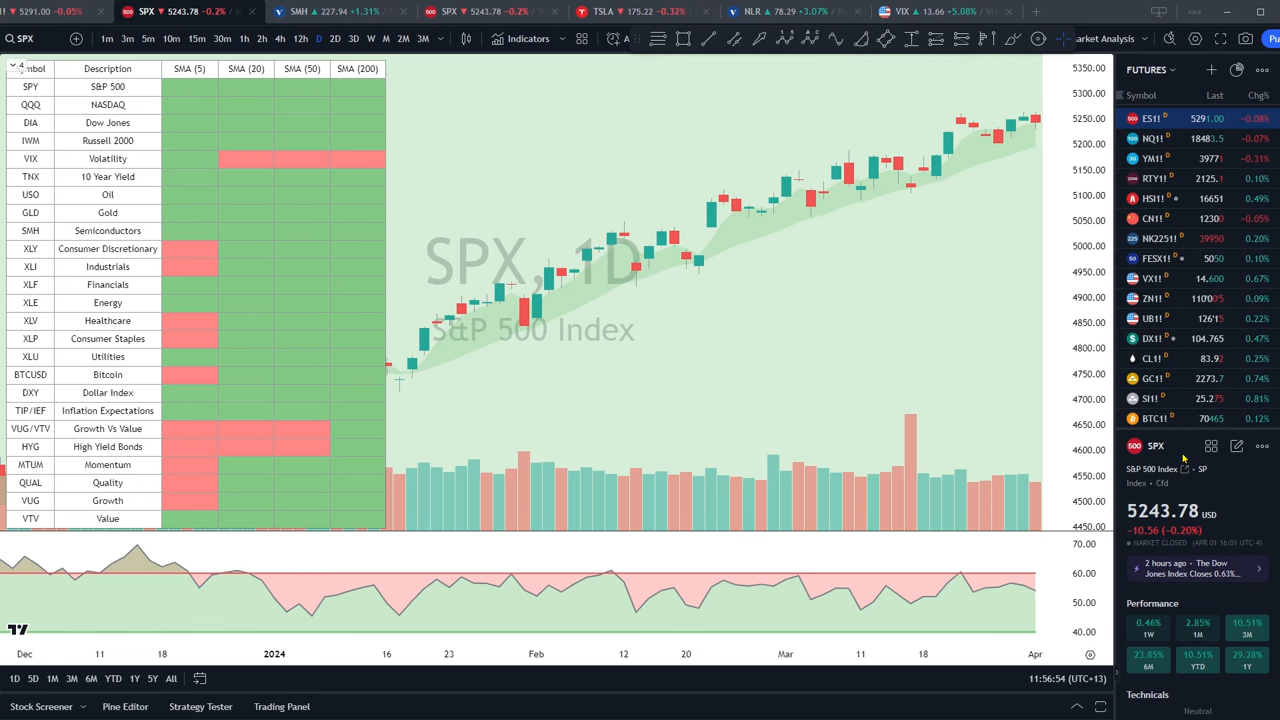 5291.00 −0.05%
SPX 5243.78 −0.2%
SMH 227.94 +1.31%
SPX 5243.78 −0.2%
TSLA 175.22 −0.32%
NLR 78.29 +3.07%
VIX 13.66 +5.08%
SPX
1m 3m 5m 10m 15m 30m 1h 2h 4h 12h D 2D 3D W M 2M 3M
Indicators
arket Analysis
Pu
4
mbol Description SMA (5) SMA (20) SMA (50) SMA (200)
SPY S&P 500
QQQ NASDAQ
DIA Dow Jones
IWM Russell 2000
VIX Volatility
TNX 10 Year Yield
USO Oil
GLD Gold
SMH Semiconductors
XLY Consumer Discretionary
XLI Industrials
XLF Financials
XLE Energy
XLV Healthcare
XLP Consumer Staples
XLU Utilities
BTCUSD Bitcoin
DXY Dollar Index
TIP/IEF Inflation Expectations
VUG/VTV Growth Vs Value
HYG High Yield Bonds
MTUM Momentum
QUAL Quality
VUG Growth
VTV Value
SPX, 1D
S&P 500 Index
5350.00
5300.00
5250.00
5200.00
5150.00
5100.00
5050.00
5000.00
4950.00
4900.00
4850.00
4800.00
4750.00
4700.00
4650.00
4600.00
4550.00
4500.00
4450.00
70.00
60.00
50.00
40.00
Dec 11 18 2024 16 23 Feb 12 20 Mar 11 18 Apr
1D 5D 1M 3M 6M YTD 1Y 5Y All
11:56:54 (UTC+13)
Stock Screener Pine Editor Strategy Tester Trading Panel
FUTURES
Symbol Last Chg%
ES1! D 5291.00 −0.08%
NQ1! D 18483.5 −0.07%
YM1! D 39771 −0.31%
RTY1! D 2125.1 0.10%
HSI1! 16651 0.49%
CN1! D 12300 −0.05%
NK2251! D 39950 0.20%
FESX1! 5050 0.10%
VX1! D 14.600 0.67%
ZN1! D 110'00'5 0.09%
UB1! D 126'15 0.22%
DX1! 104.765 0.47%
CL1! D 83.92 0.25%
GC1! D 2273.7 0.74%
SI1! D 25.275 0.81%
BTC1! D 70465 0.12%
500 SPX
S&P 500 Index • SP
Index • Cfd
5243.78 USD
−10.56 (−0.20%)
MARKET CLOSED (APR 01 16:01 UTC-4)
2 hours ago • The Dow
Jones Index Closes 0.63%...
Performance
0.46% 2.85% 10.51%
1W 1M 3M
23.85% 10.51% 29.28%
6M YTD 1Y
Technicals
Neutral